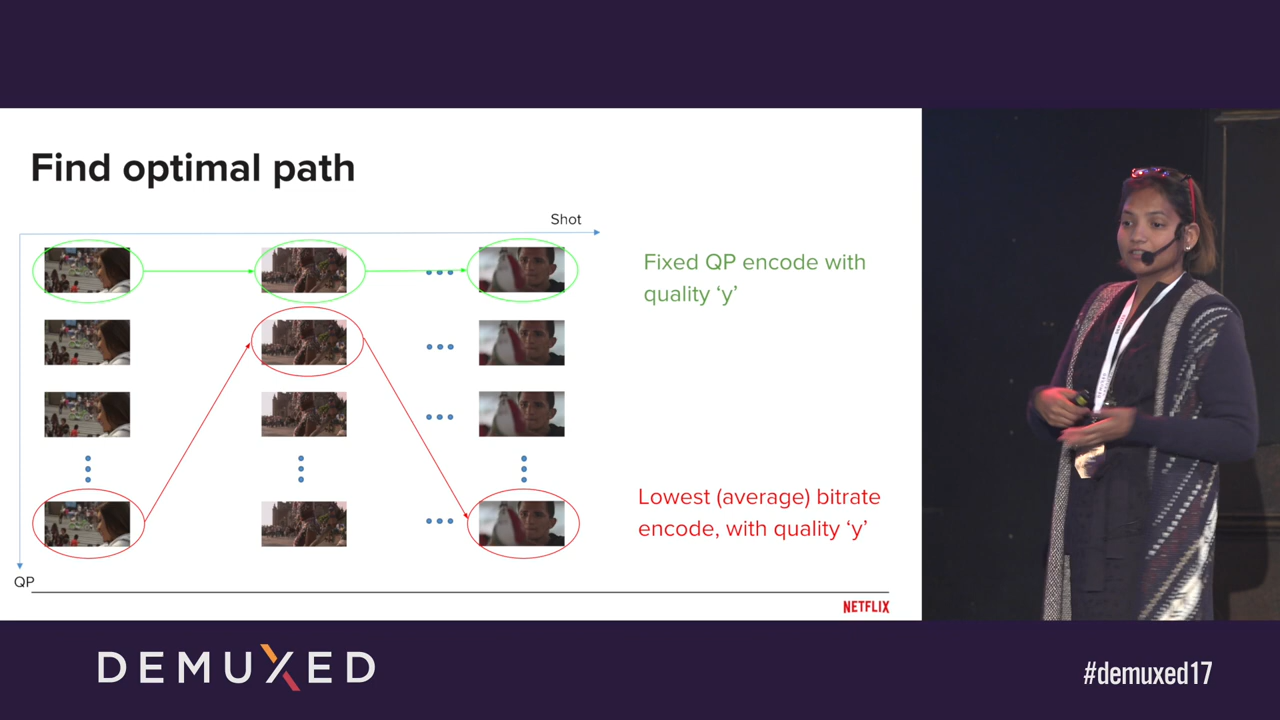 Find optimal path
Shot
Fixed QP encode with
quality ‘y’
Lowest (average) bitrate
encode, with quality ‘y’
QP
NETFLIX
DEMUXED
#demuxed17